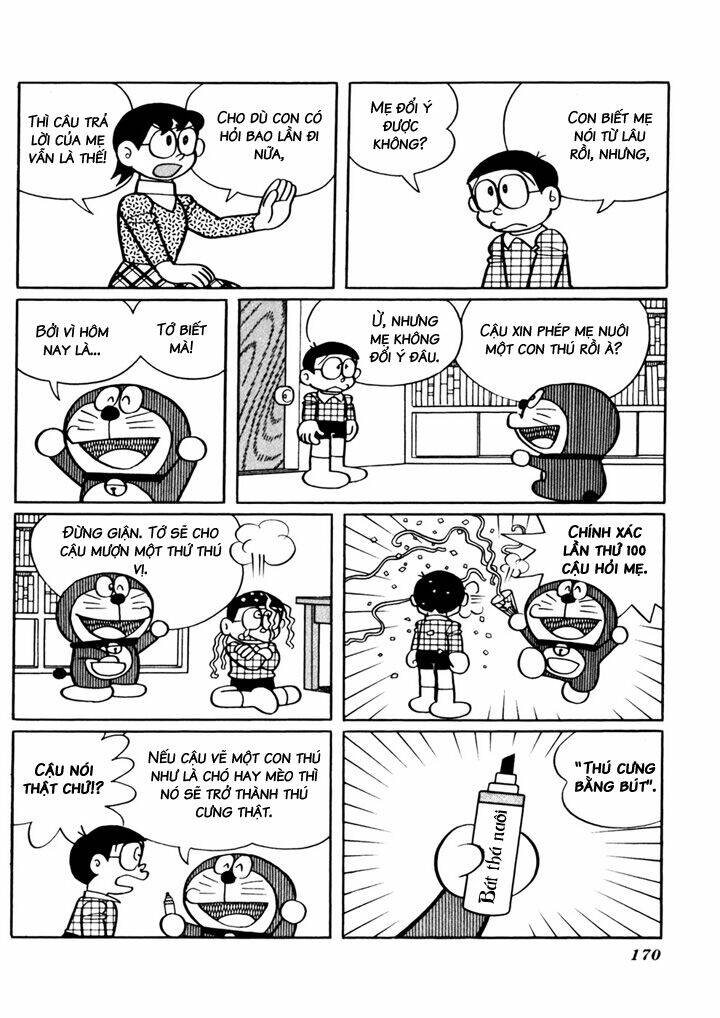 CON BIẾT MẸ
NÓI TỪ LÂU
RỒI, NHƯNG,
MẸ ĐỔI Ý
ĐƯỢC
KHÔNG?
CHO DÙ CON CÓ
HỎI BAO LẦN ĐI
NỮA,
THÌ CÂU TRẢ
LỜI CỦA MẸ
VẪN LÀ THẾ!
CẬU XIN PHÉP MẸ NUÔI
MỘT CON THÚ RỒI À?
Ừ, NHƯNG
MẸ KHÔNG
ĐỔI Ý ĐÂU.
TỚ BIẾT
MÀ!
BỞI VÌ HÔM
NAY LÀ...
CHÍNH XÁC
LẦN THỨ 100
CẬU HỎI MẸ.
ĐỪNG GIẬN. TỚ SẼ CHO
CẬU MƯỢN MỘT THỨ THÚ
VỊ.
"THÚ CƯNG
BẰNG BÚT".
Bút thú nuôi
NẾU CẬU VẼ MỘT CON THÚ
NHƯ LÀ CHÓ HAY MÈO THÌ
NÓ SẼ TRỞ THÀNH THÚ
CƯNG THẬT.
CẬU NÓI
THẬT CHỨ!?
170